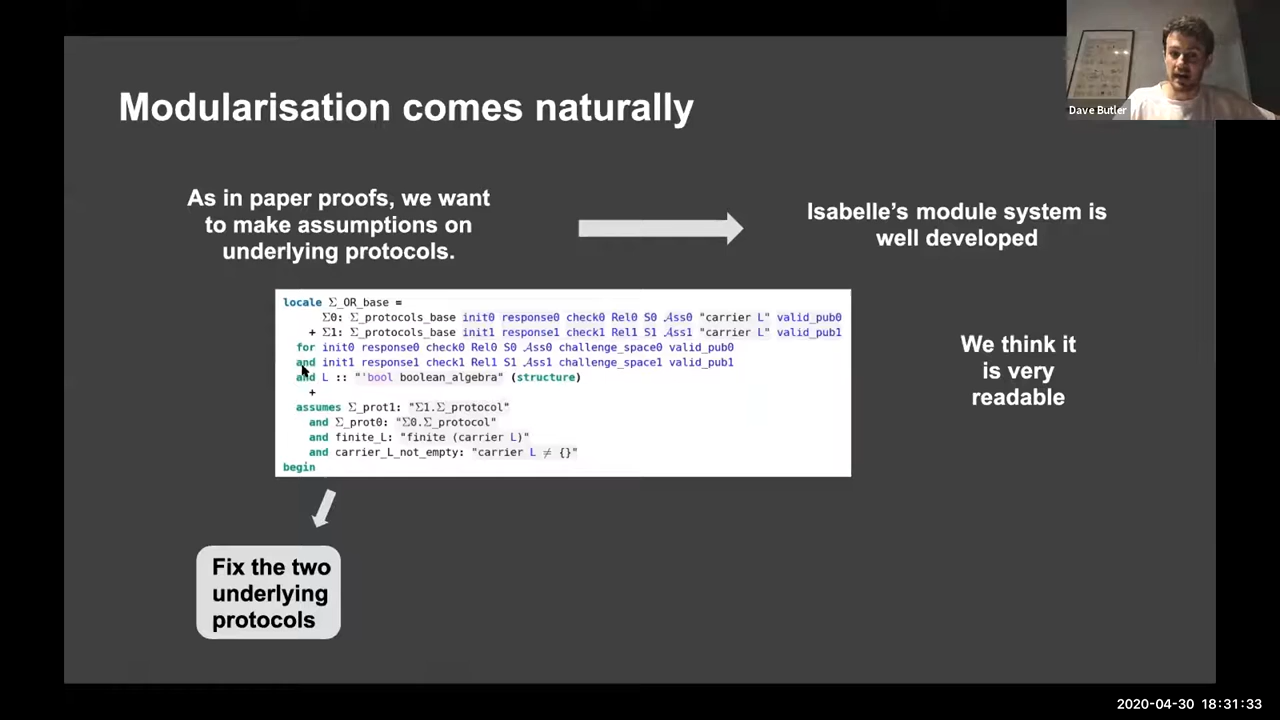 Modularisation comes naturally
Dave Butler
As in paper proofs, we want
to make assumptions on
underlying protocols.
Isabelle's module system is
well developed
locale Σ_OR_base =
Σ0: Σ_protocols_base init0 response0 check0 Rel0 S0 𝒜ss0 "carrier L" valid_pub0
+ Σ1: Σ_protocols_base init1 response1 check1 Rel1 S1 𝒜ss1 "carrier L" valid_pub1
for init0 response0 check0 Rel0 S0 𝒜ss0 challenge_space0 valid_pub0
and init1 response1 check1 Rel1 S1 𝒜ss1 challenge_space1 valid_pub1
and L :: "'bool boolean_algebra" (structure)
+
assumes Σ_prot1: "Σ1.Σ_protocol"
and Σ_prot0: "Σ0.Σ_protocol"
and finite_L: "finite (carrier L)"
and carrier_L_not_empty: "carrier L ≠ {}"
begin
We think it
is very
readable
Fix the two
underlying
protocols
2020-04-30 18:31:33